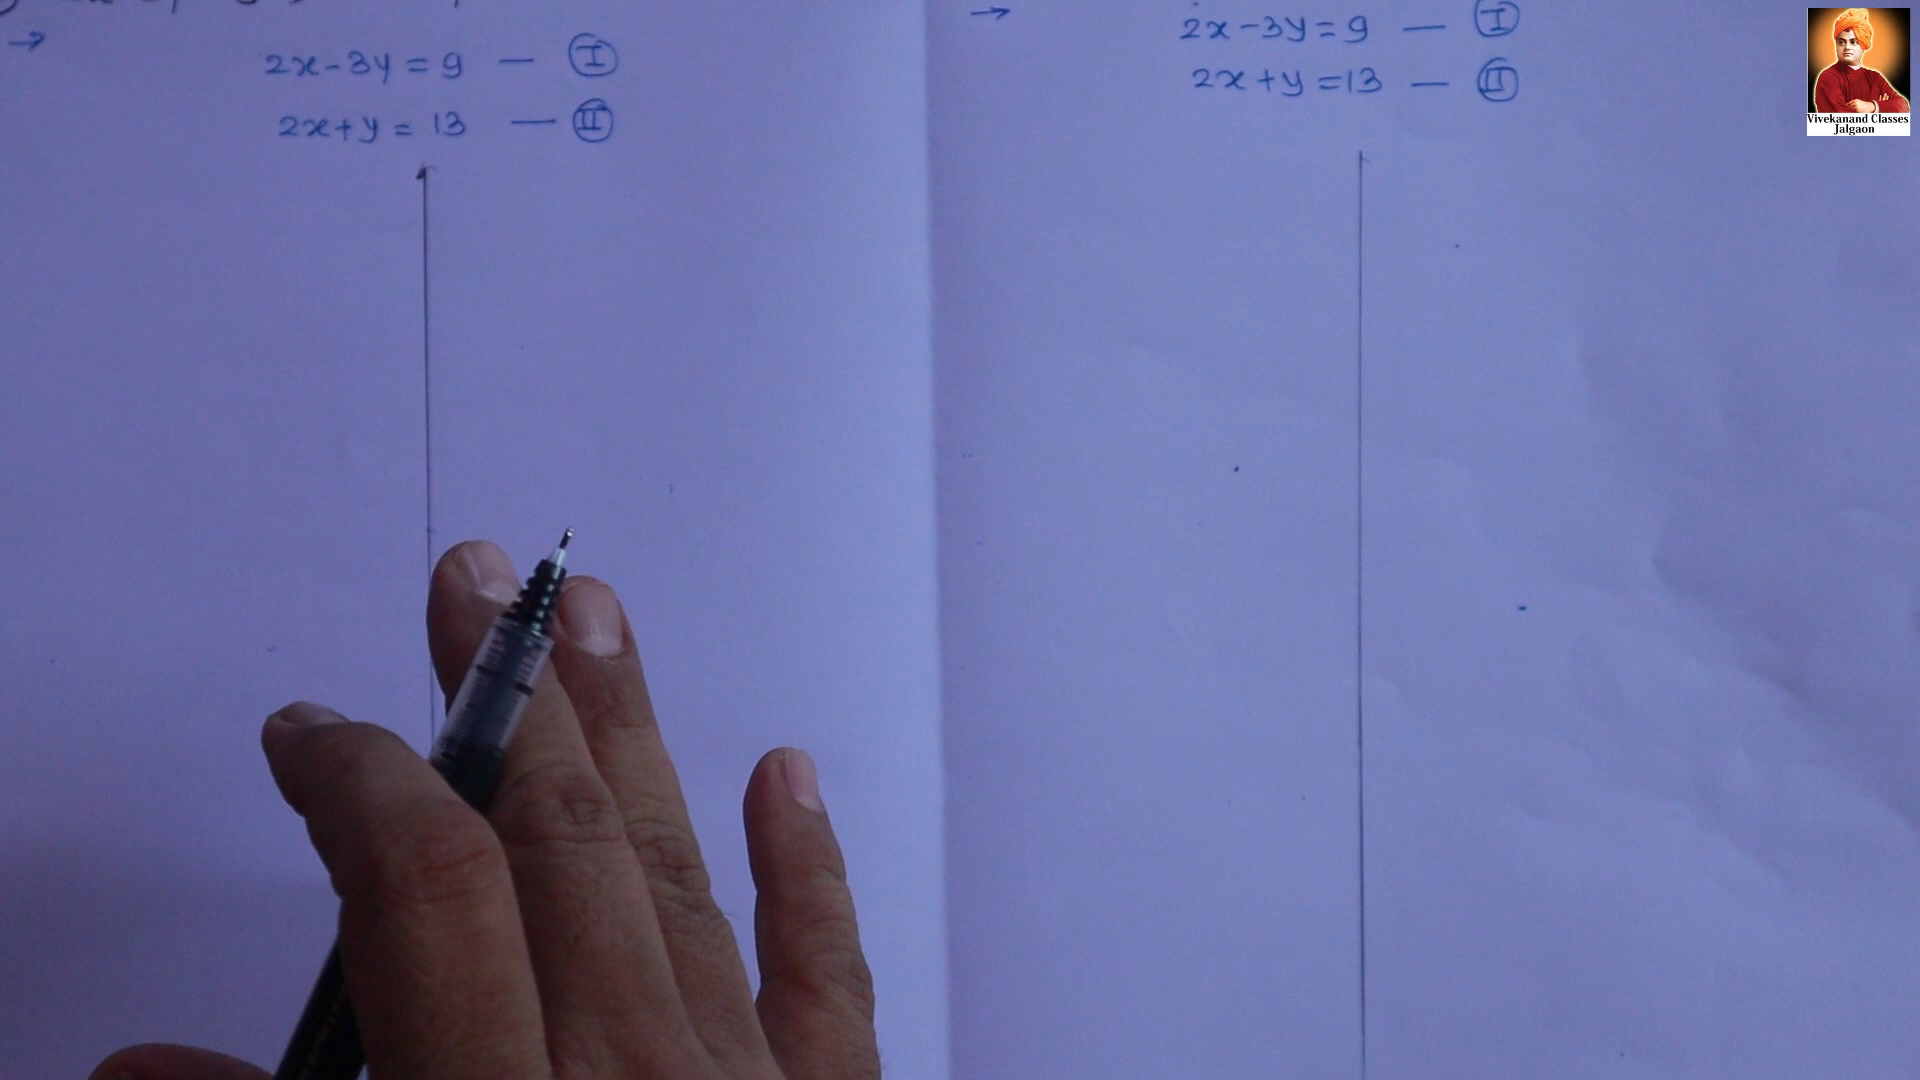 →
2x-3y = 9 — Ⓘ
2x+y = 13 — Ⓘⓘ
→
2x-3y = 9 — Ⓘ
2x+y = 13 — Ⓘⓘ
Vivekanand Classes
Jalgaon